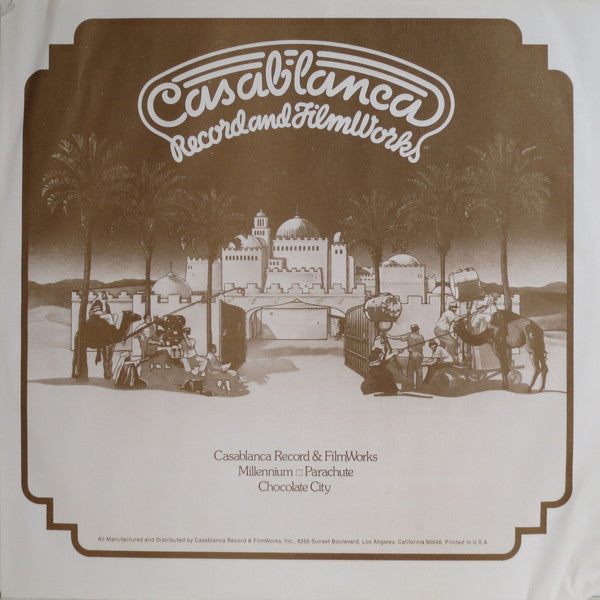 Casablanca
Record and FilmWorks
Casablanca Record & FilmWorks
Millennium □ Parachute
Chocolate City
All Manufactured and Distributed by Casablanca Record & FilmWorks, Inc., 8255 Sunset Boulevard, Los Angeles, California 90046. Printed in U S A